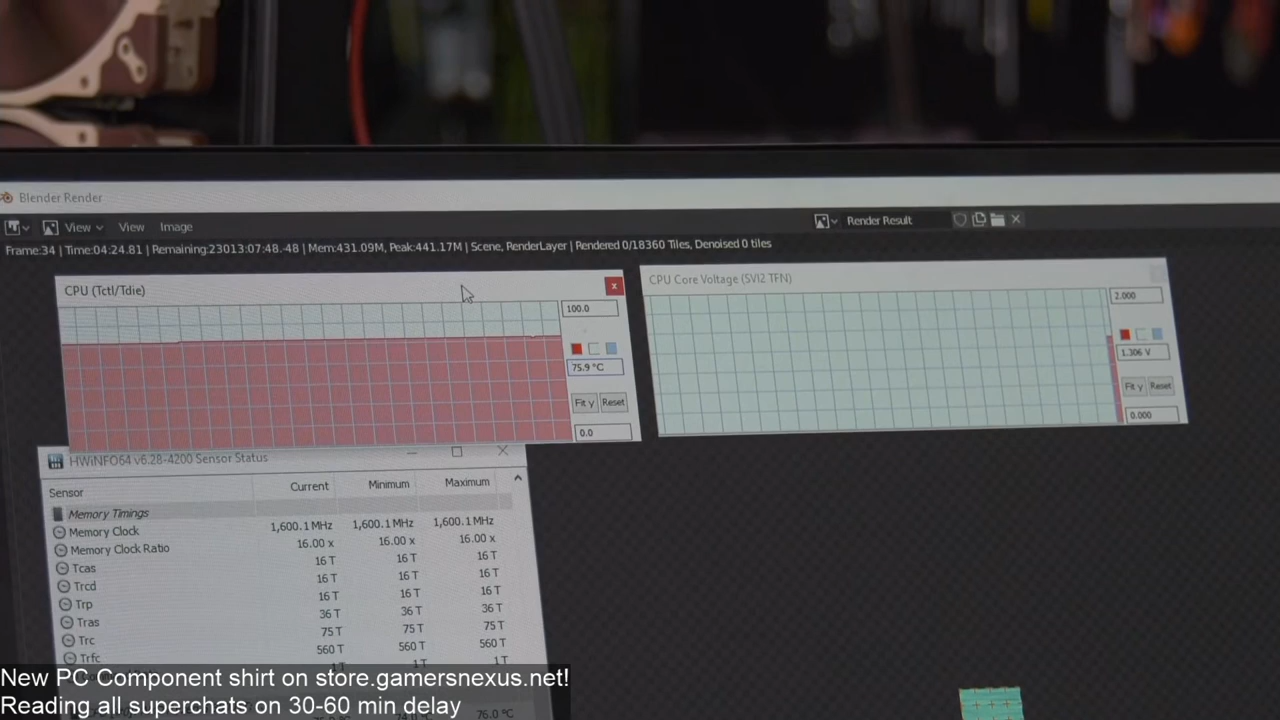 Blender Render
View View Image Render Result
Frame:34 | Time:04:24.81 | Remaining:23013:07:48.48 | Mem:431.09M, Peak:441.17M | Scene, RenderLayer | Rendered 0/18360 Tiles, Denoised 0 tiles
CPU (Tctl/Tdie)
x
100.0
75.9 °C
Fit y Reset
0.0
CPU Core Voltage (SVI2 TFN)
2.000
1.306 V
Fit y Reset
0.000
HWiNFO64 v6.28-4200 Sensor Status
Sensor Current Minimum Maximum
Memory Timings
Memory Clock 1,600.1 MHz 1,600.1 MHz 1,600.1 MHz
Memory Clock Ratio 16.00 x 16.00 x 16.00 x
Tcas 16 T 16 T 16 T
Trcd 16 T 16 T 16 T
Trp 16 T 16 T 16 T
Tras 36 T 36 T 36 T
Trc 75 T 75 T 75 T
Trfc 560 T 560 T 560 T
1 T 1 T 1 T
76.0 °C
New PC Component shirt on store.gamersnexus.net!
Reading all superchats on 30-60 min delay